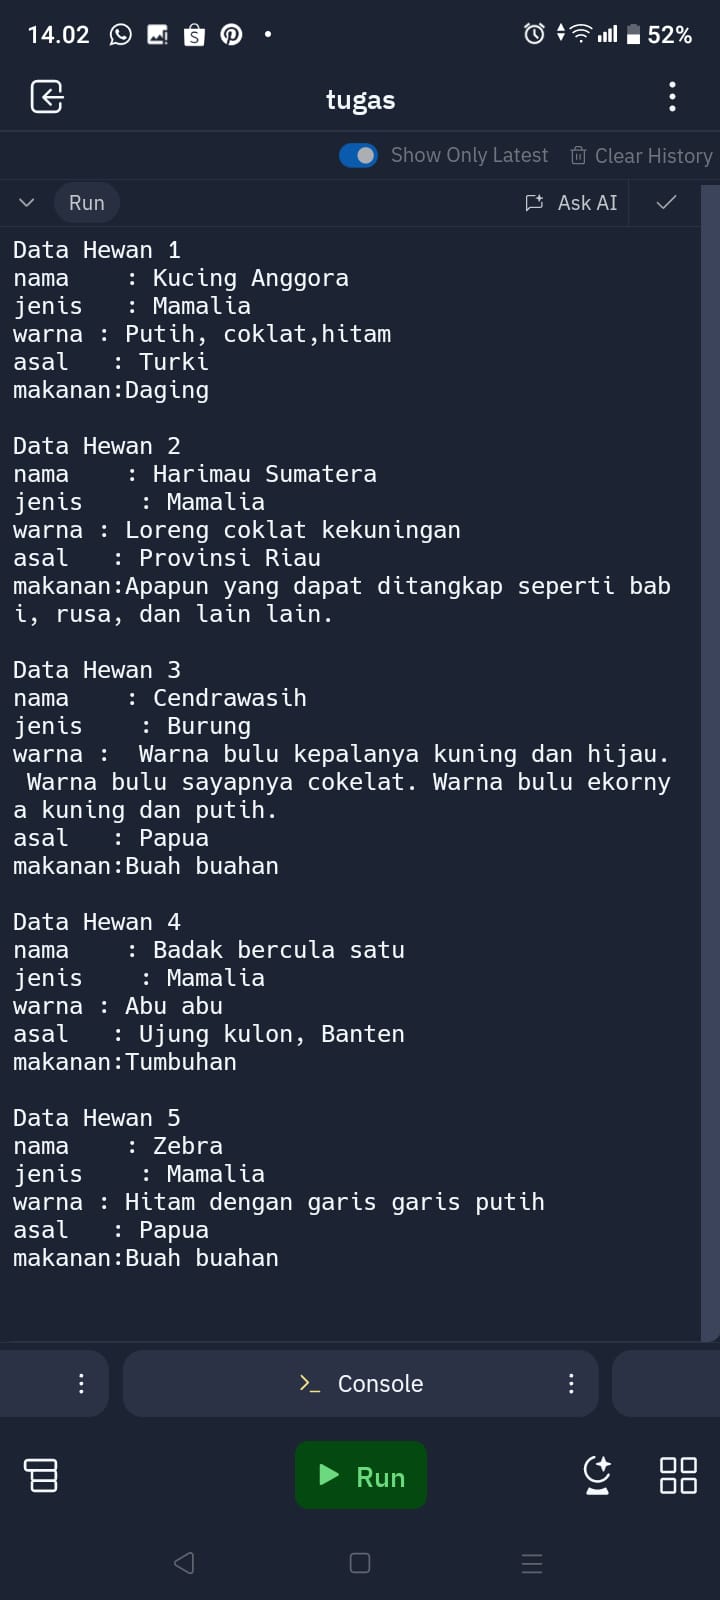 14.02 52%
tugas
Show Only Latest Clear History
Run Ask AI
Data Hewan 1
nama    : Kucing Anggora
jenis   : Mamalia
warna : Putih, coklat,hitam
asal   : Turki
makanan:Daging
Data Hewan 2
nama    : Harimau Sumatera
jenis    : Mamalia
warna : Loreng coklat kekuningan
asal   : Provinsi Riau
makanan:Apapun yang dapat ditangkap seperti bab
i, rusa, dan lain lain.
Data Hewan 3
nama    : Cendrawasih
jenis    : Burung
warna :  Warna bulu kepalanya kuning dan hijau.
 Warna bulu sayapnya cokelat. Warna bulu ekorny
a kuning dan putih.
asal   : Papua
makanan:Buah buahan
Data Hewan 4
nama    : Badak bercula satu
jenis    : Mamalia
warna : Abu abu
asal   : Ujung kulon, Banten
makanan:Tumbuhan
Data Hewan 5
nama    : Zebra
jenis    : Mamalia
warna : Hitam dengan garis garis putih
asal   : Papua
makanan:Buah buahan
Console
Run